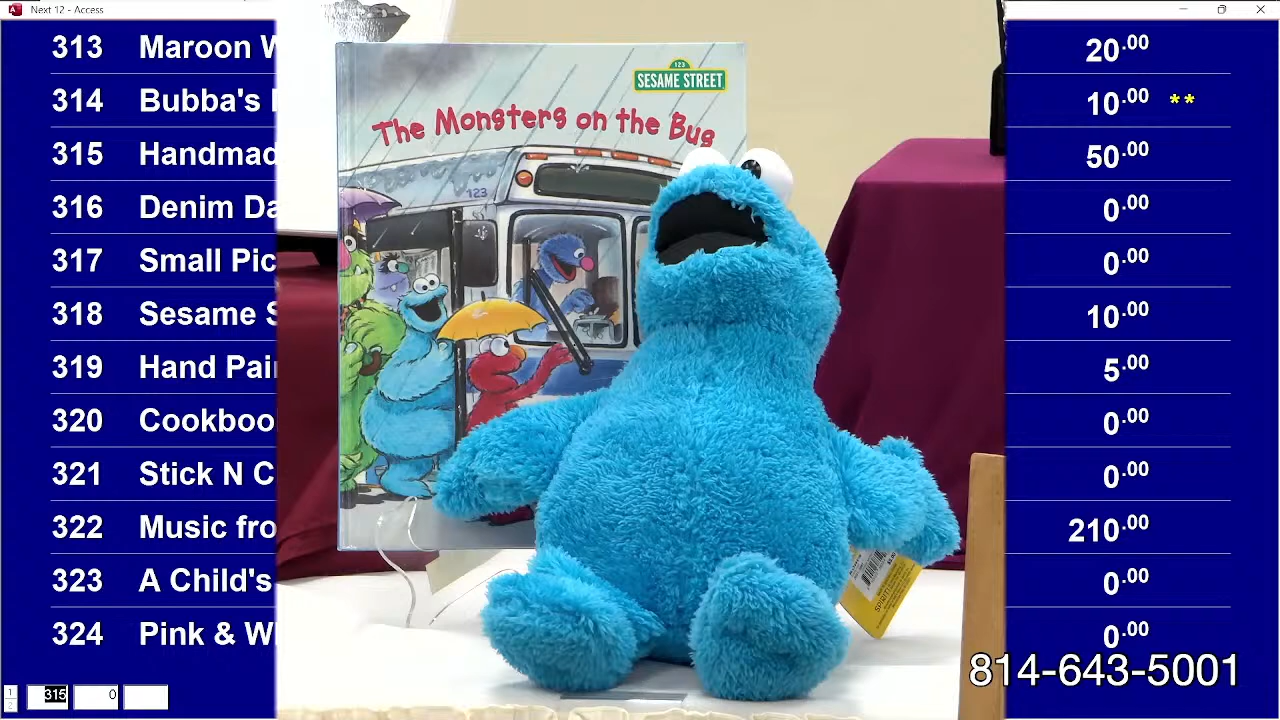 Next 12 - Access
313 Maroon W 20.00
314 Bubba's 10.00 **
315 Handmad 50.00
316 Denim Da 0.00
317 Small Pic 0.00
318 Sesame S 10.00
319 Hand Pai 5.00
320 Cookboo 0.00
321 Stick N C 0.00
322 Music fro 210.00
323 A Child's 0.00
324 Pink & W 0.00
123
SESAME STREET
The Monsters on the Bus
123
814-643-5001
1
2
315 0